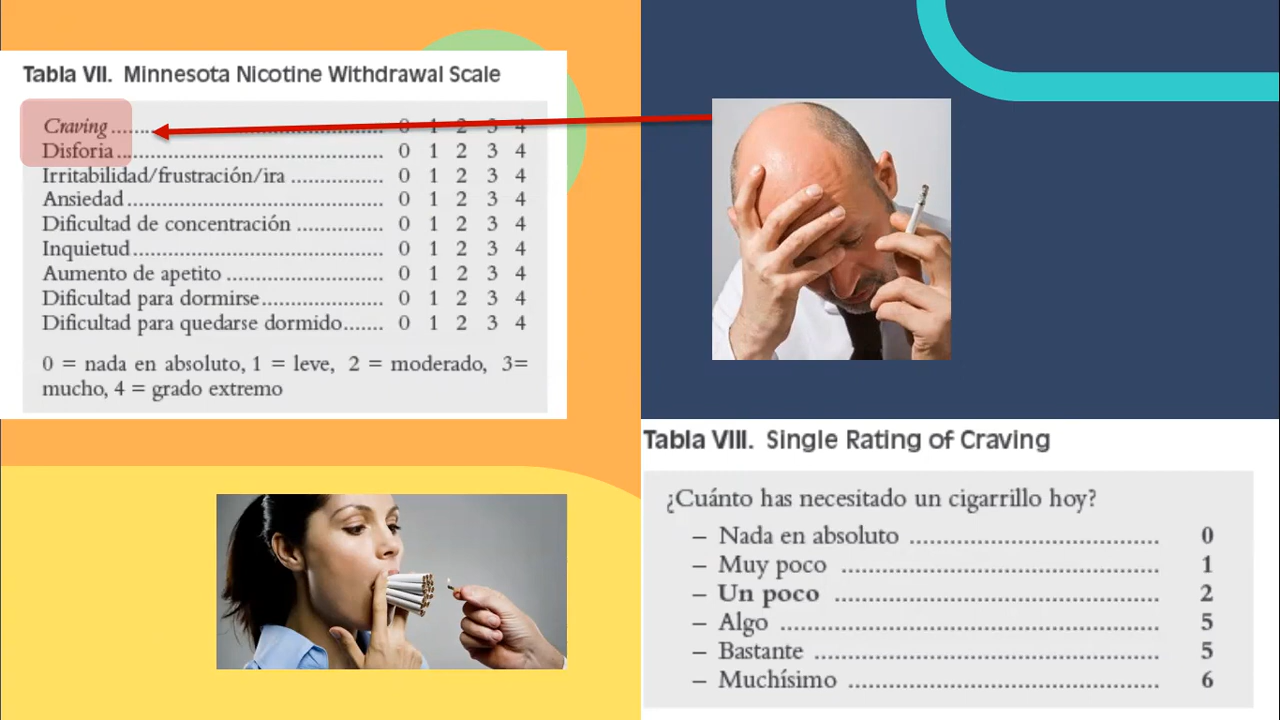 Tabla VII. Minnesota Nicotine Withdrawal Scale
Craving ........ 0 1 2 3 4
Disforia ........ 0 1 2 3 4
Irritabilidad/frustración/ira ........ 0 1 2 3 4
Ansiedad ........ 0 1 2 3 4
Dificultad de concentración ........ 0 1 2 3 4
Inquietud ........ 0 1 2 3 4
Aumento de apetito ........ 0 1 2 3 4
Dificultad para dormirse ........ 0 1 2 3 4
Dificultad para quedarse dormido ....... 0 1 2 3 4
0 = nada en absoluto, 1 = leve, 2 = moderado, 3=
mucho, 4 = grado extremo
Tabla VIII. Single Rating of Craving
¿Cuánto has necesitado un cigarrillo hoy?
– Nada en absoluto ........ 0
– Muy poco ........ 1
– Un poco ........ 2
– Algo ........ 5
– Bastante ........ 5
– Muchísimo ........ 6